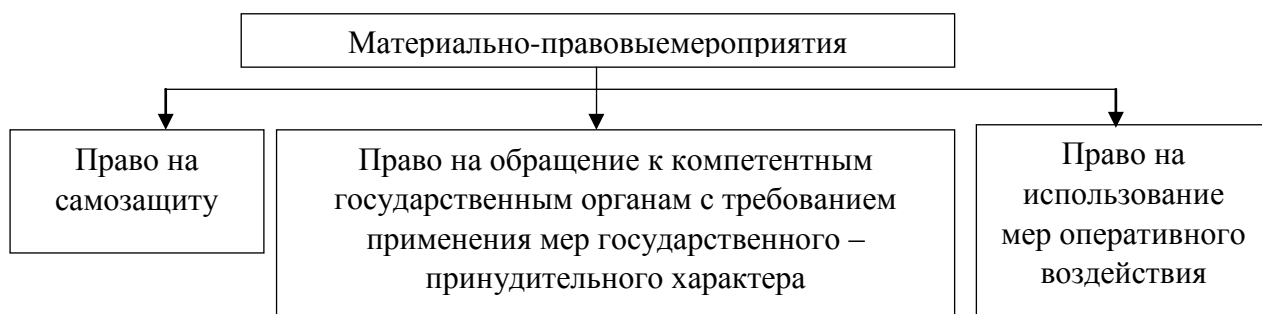 Материально-правовыемероприятия
Право на
самозащиту
Право на обращение к компетентным
государственным органам с требованием
применения мер государственного –
принудительного характера
Право на
использование
мер оперативного
воздействия